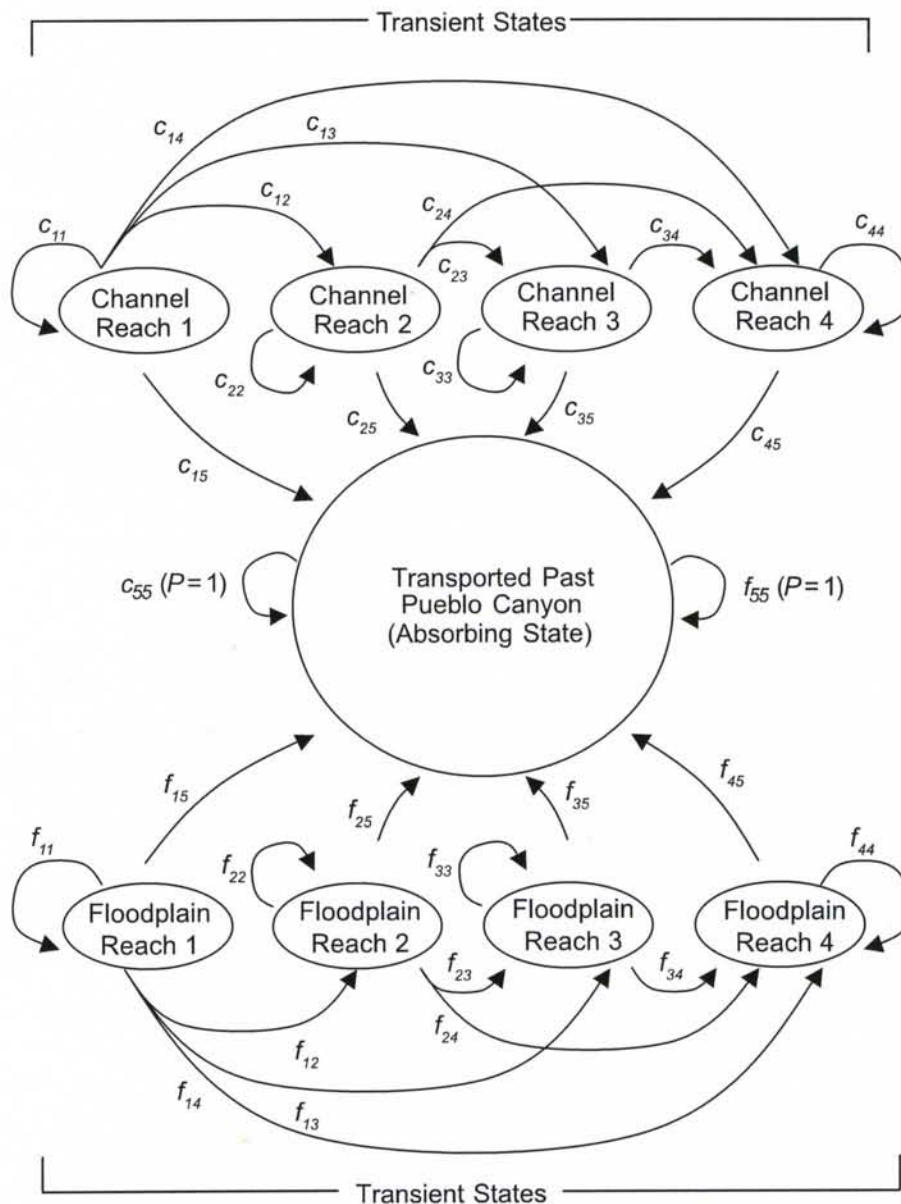 Transient States
c14
c13
c12
c24
c11
c34
c44
c23
Channel
Reach 1
Channel
Reach 2
Channel
Reach 3
Channel
Reach 4
c22
c33
c25
c35
c45
c15
c55 (P=1)
Transported Past
Pueblo Canyon
(Absorbing State)
f55 (P=1)
f15
f25
f35
f45
f11
f22
f33
f44
Floodplain
Reach 1
Floodplain
Reach 2
Floodplain
Reach 3
Floodplain
Reach 4
f23
f34
f24
f12
f14
f13
Transient States